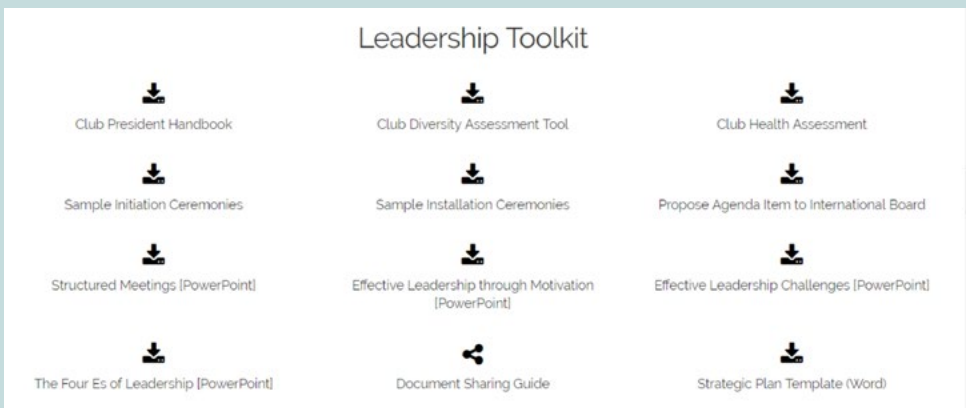 Leadership Toolkit
Club President Handbook
Club Diversity Assessment Tool
Club Health Assessment
Sample Initiation Ceremonies
Sample Installation Ceremonies
Propose Agenda Item to International Board
Structured Meetings [PowerPoint]
Effective Leadership through Motivation
[PowerPoint]
Effective Leadership Challenges [PowerPoint]
The Four Es of Leadership [PowerPoint]
Document Sharing Guide
Strategic Plan Template (Word)